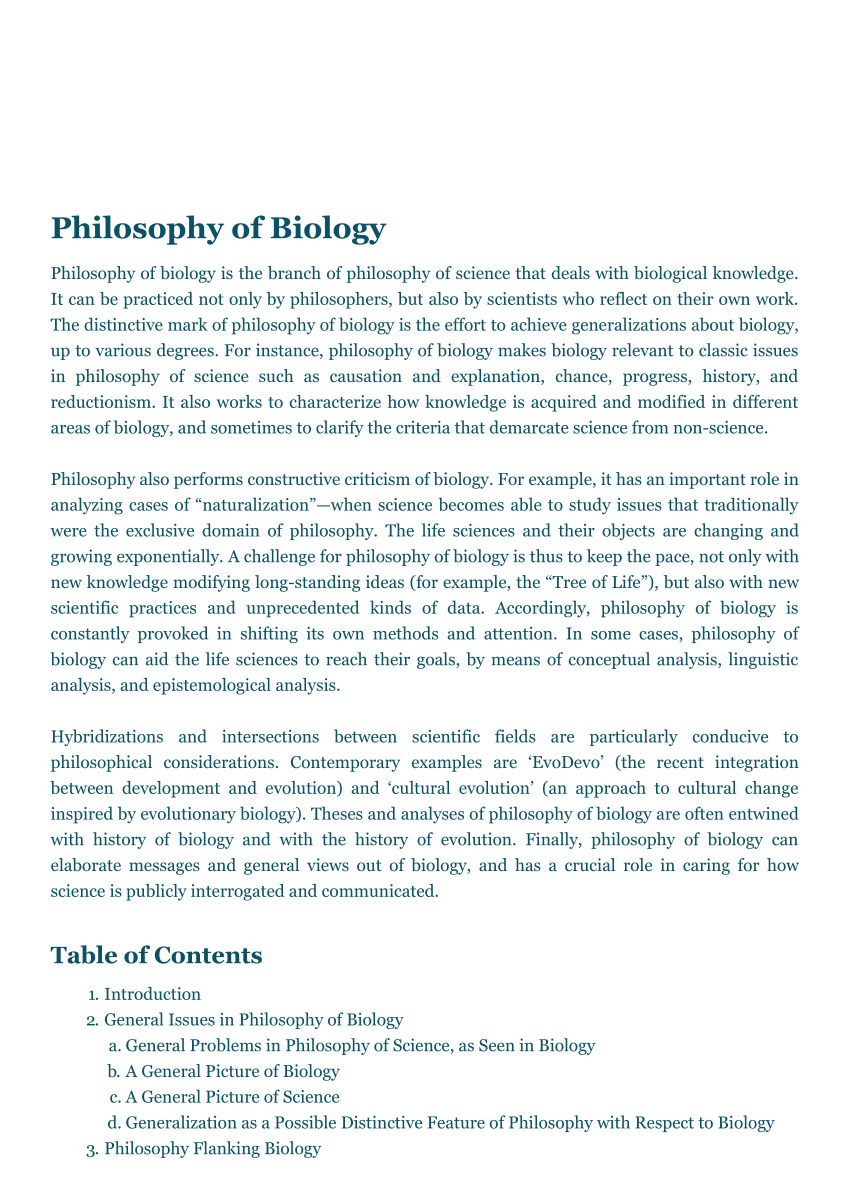 Philosophy of Biology
Philosophy of biology is the branch of philosophy of science that deals with biological knowledge.
It can be practiced not only by philosophers, but also by scientists who reflect on their own work.
The distinctive mark of philosophy of biology is the effort to achieve generalizations about biology,
up to various degrees. For instance, philosophy of biology makes biology relevant to classic issues
in philosophy of science such as causation and explanation, chance, progress, history, and
reductionism. It also works to characterize how knowledge is acquired and modified in different
areas of biology, and sometimes to clarify the criteria that demarcate science from non-science.
Philosophy also performs constructive criticism of biology. For example, it has an important role in
analyzing cases of “naturalization”—when science becomes able to study issues that traditionally
were the exclusive domain of philosophy. The life sciences and their objects are changing and
growing exponentially. A challenge for philosophy of biology is thus to keep the pace, not only with
new knowledge modifying long-standing ideas (for example, the “Tree of Life”), but also with new
scientific practices and unprecedented kinds of data. Accordingly, philosophy of biology is
constantly provoked in shifting its own methods and attention. In some cases, philosophy of
biology can aid the life sciences to reach their goals, by means of conceptual analysis, linguistic
analysis, and epistemological analysis.
Hybridizations and intersections between scientific fields are particularly conducive to
philosophical considerations. Contemporary examples are ‘EvoDevo’ (the recent integration
between development and evolution) and ‘cultural evolution’ (an approach to cultural change
inspired by evolutionary biology). Theses and analyses of philosophy of biology are often entwined
with history of biology and with the history of evolution. Finally, philosophy of biology can
elaborate messages and general views out of biology, and has a crucial role in caring for how
science is publicly interrogated and communicated.
Table of Contents
1. Introduction
2. General Issues in Philosophy of Biology
a. General Problems in Philosophy of Science, as Seen in Biology
b. A General Picture of Biology
c. A General Picture of Science
d. Generalization as a Possible Distinctive Feature of Philosophy with Respect to Biology
3. Philosophy Flanking Biology